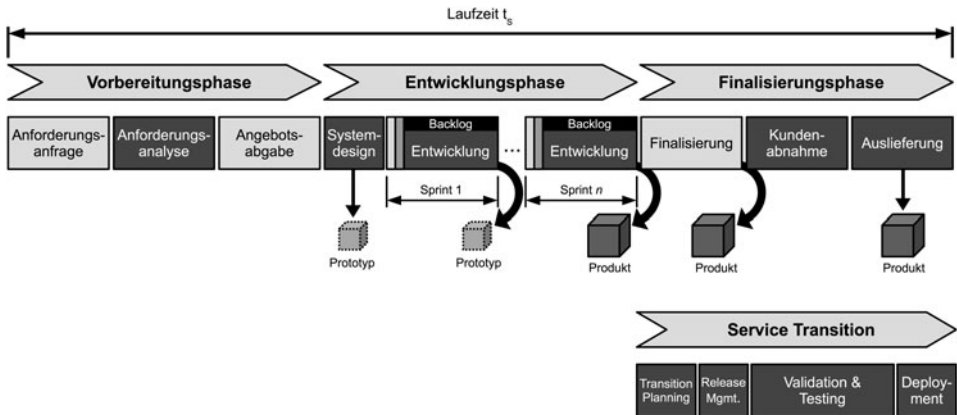 Laufzeit ts
Vorbereitungsphase
Entwicklungsphase
Finalisierungsphase
Anforderungs-
anfrage
Anforderungs-
analyse
Angebots-
abgabe
System-
design
Backlog
Entwicklung
...
Backlog
Entwicklung
Finalisierung
Kunden-
abnahme
Auslieferung
Sprint 1
Sprint n
Prototyp
Prototyp
Produkt
Produkt
Produkt
Service Transition
Transition
Planning
Release
Mgmt.
Validation &
Testing
Deploy-
ment